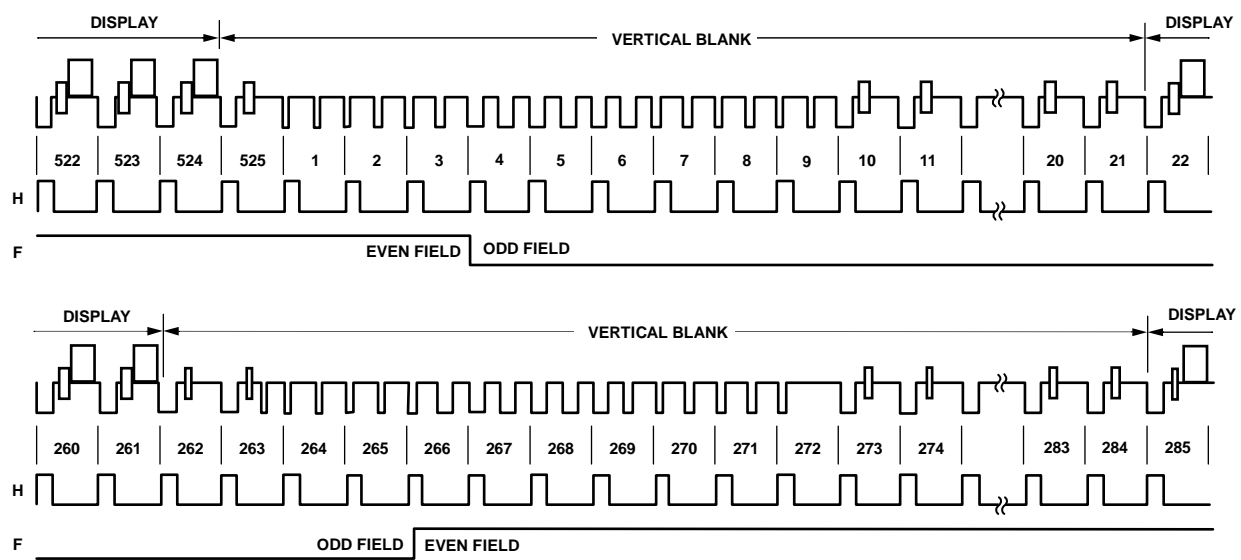 DISPLAY VERTICAL BLANK DISPLAY
522 523 524 525 1 2 3 4 5 6 7 8 9 10 11 20 21 22
H
F EVEN FIELD ODD FIELD
DISPLAY VERTICAL BLANK DISPLAY
260 261 262 263 264 265 266 267 268 269 270 271 272 273 274 283 284 285
H
F ODD FIELD EVEN FIELD